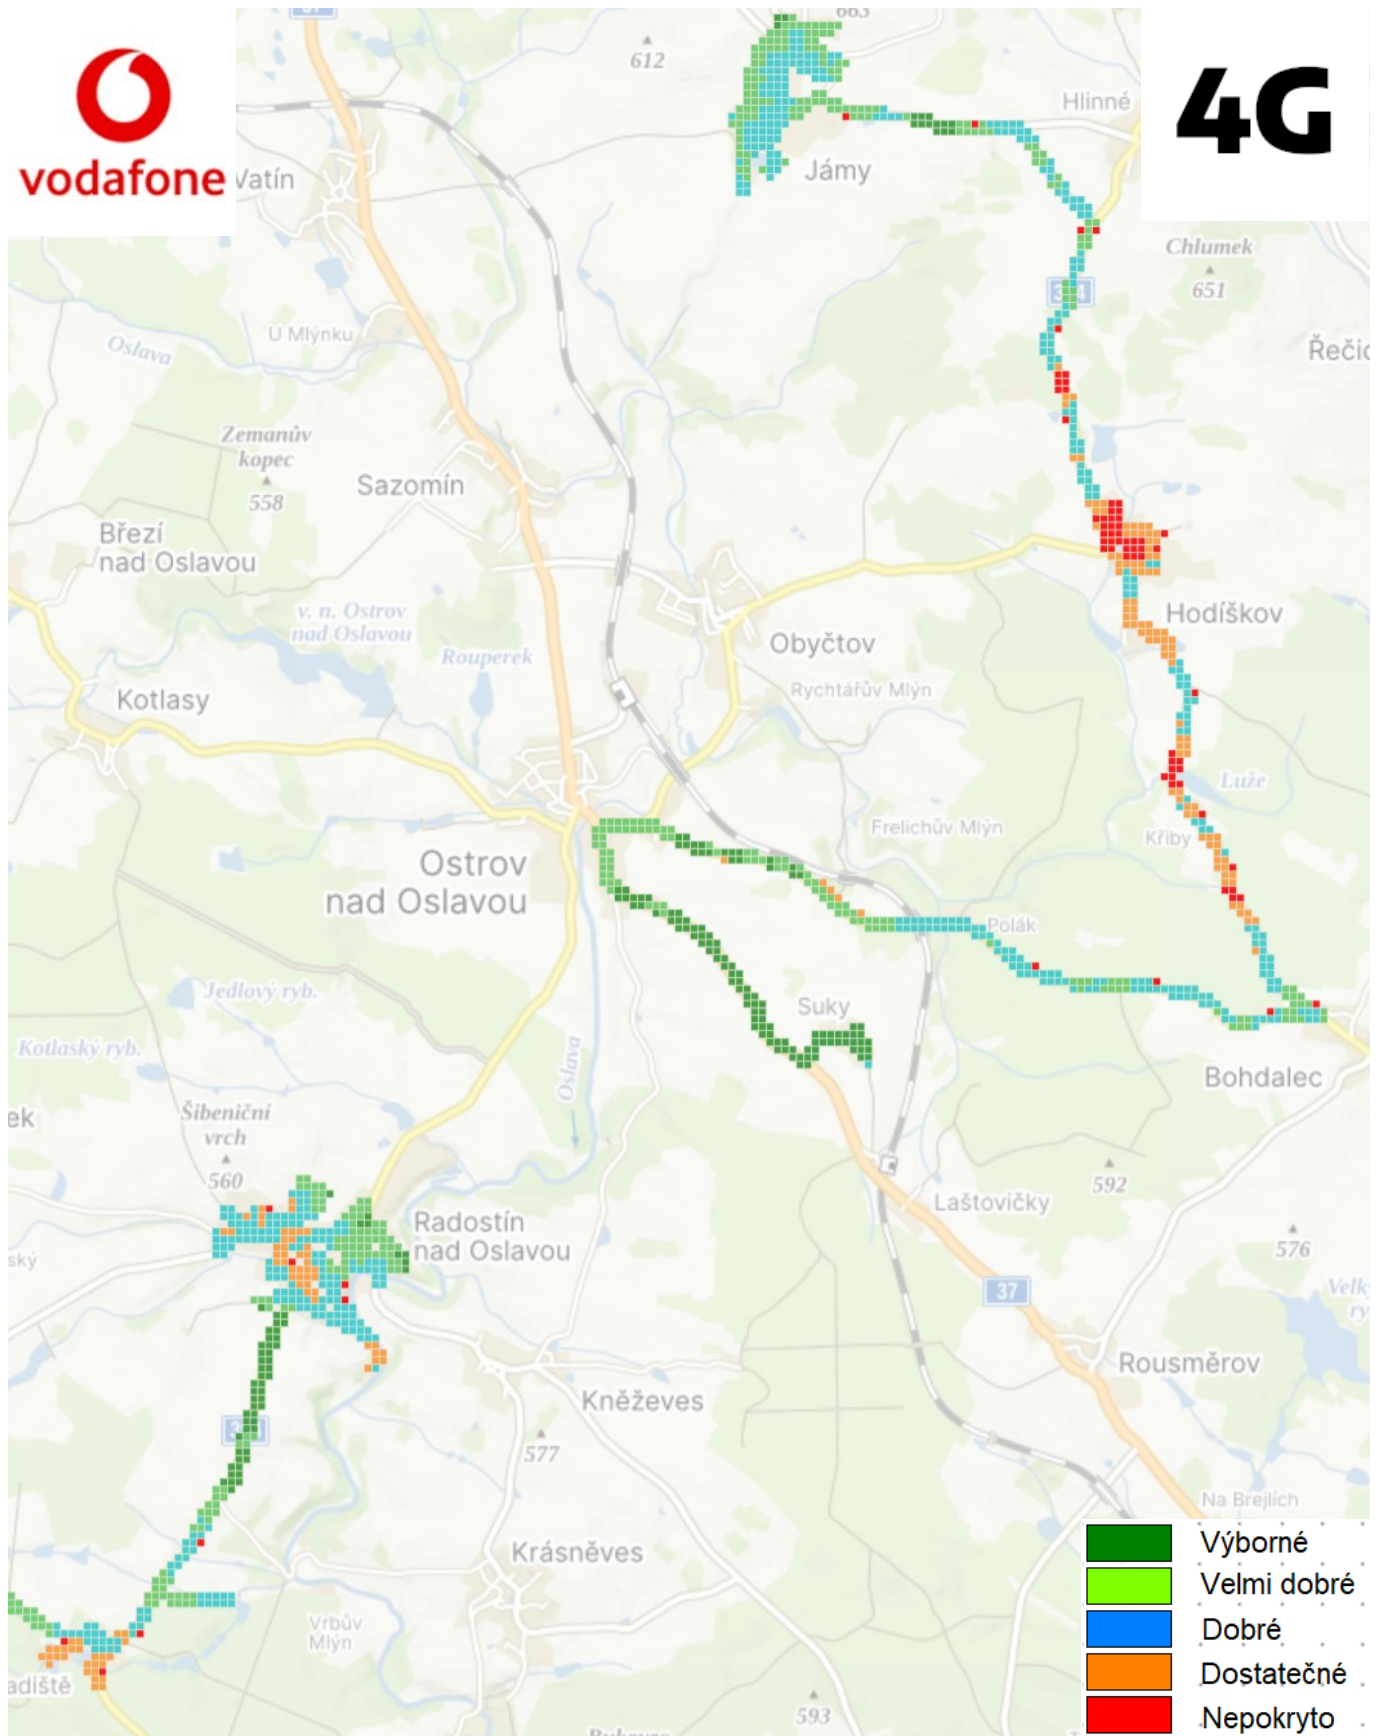 37
663
612
vodafone
4G
Hlinné
Vatín
Jámy
Chlumek
651
U Mlýnku
Oslava
Zemanův
kopec
558
Sazomín
Březí
nad Oslavou
v. n. Ostrov
nad Oslavou
Rouperek
Hodíškov
Obyčtov
Rychtářův Mlýn
Kotlasy
Luže
Frelichův Mlýn
Křiby
Ostrov
nad Oslavou
Polák
Jedlový ryb.
Suky
Kotlaský ryb.
Oslava
Bohdalec
Šibeniční
vrch
560
592
Laštovičky
Radostín
nad Oslavou
576
37
Rousměrov
Kněževes
577
Na Brejlích
Krásněves
Vrbův
Mlýn
593
Výborné
Velmi dobré
Dobré
Dostatečné
Nepokryto